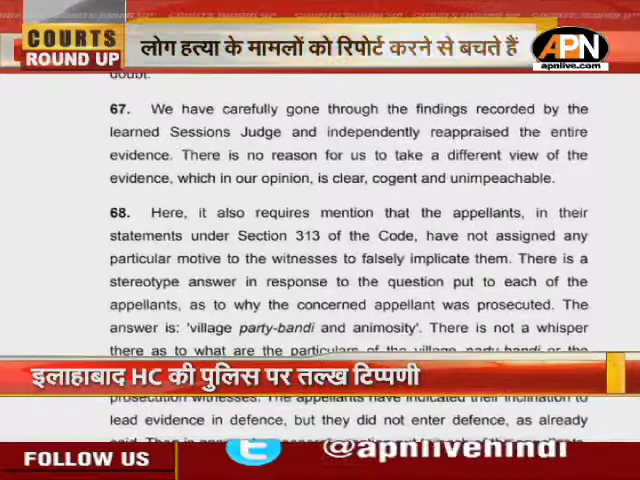 COURTS
ROUND UP
लोग हत्या के मामलों को रिपोर्ट करने से बचते हैं
APN
apnlive.com
doubt.
67. We have carefully gone through the findings recorded by the
learned Sessions Judge and independently reappraised the entire
evidence. There is no reason for us to take a different view of the
evidence, which in our opinion, is clear, cogent and unimpeachable.
68. Here, it also requires mention that the appellants, in their
statements under Section 313 of the Code, have not assigned any
particular motive to the witnesses to falsely implicate them. There is a
stereotype answer in response to the question put to each of the
appellants, as to why the concerned appellant was prosecuted. The
answer is: 'village party-bandi and animosity'. There is not a whisper
there as to what are the particulars of the village party-bandi or the
इलाहाबाद HC की पुलिस पर तल्ख टिप्पणी
prosecution witnesses. The appellants have indicated their inclination to
lead evidence in defence, but they did not enter defence, as already
FOLLOW US
@apnlivehindi